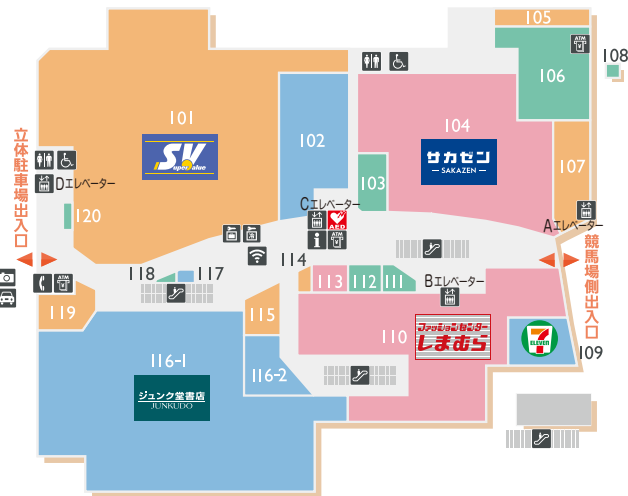 105
ATM
108
106
101
104
102
サカゼン
SAKAZEN
SV
Super Value
107
103
Dエレベーター
立体駐車場出入口
120
Cエレベーター
AED
ATM
Aエレベーター
競馬場側出入口
114
118
117
ATM
113
112
111
Bエレベーター
119
115
110
ファッションセンター
しまむら
7
ELEVEN
109
116-1
116-2
ジュンク堂書店
JUNKUDO